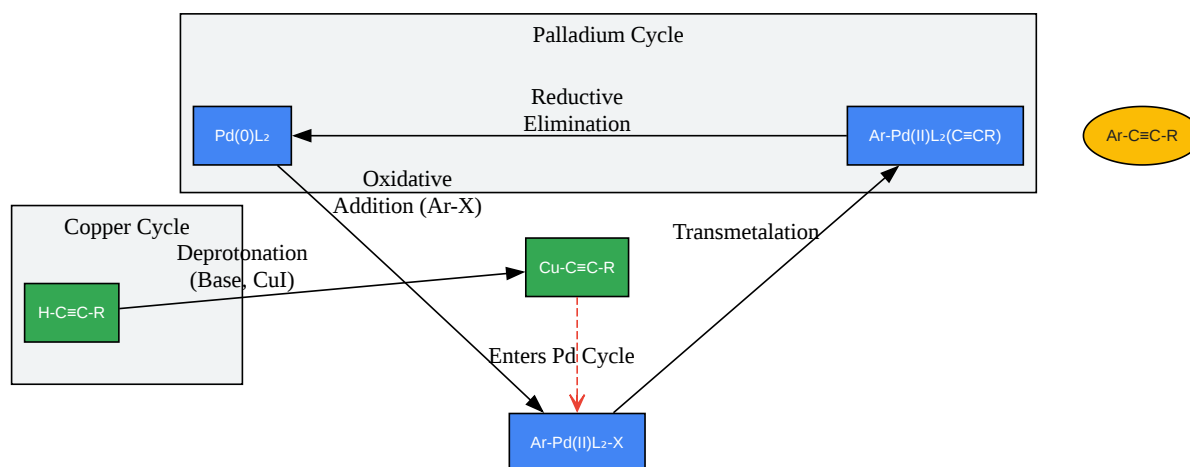 Palladium Cycle
Reductive
Elimination
Pd(0)L₂
Ar-Pd(II)L₂(C≡CR)
Ar-C≡C-R
Oxidative
Addition (Ar-X)
Copper Cycle
Transmetalation
Deprotonation
(Base, CuI)
Cu-C≡C-R
H-C≡C-R
Enters Pd Cycle
Ar-Pd(II)L₂-X